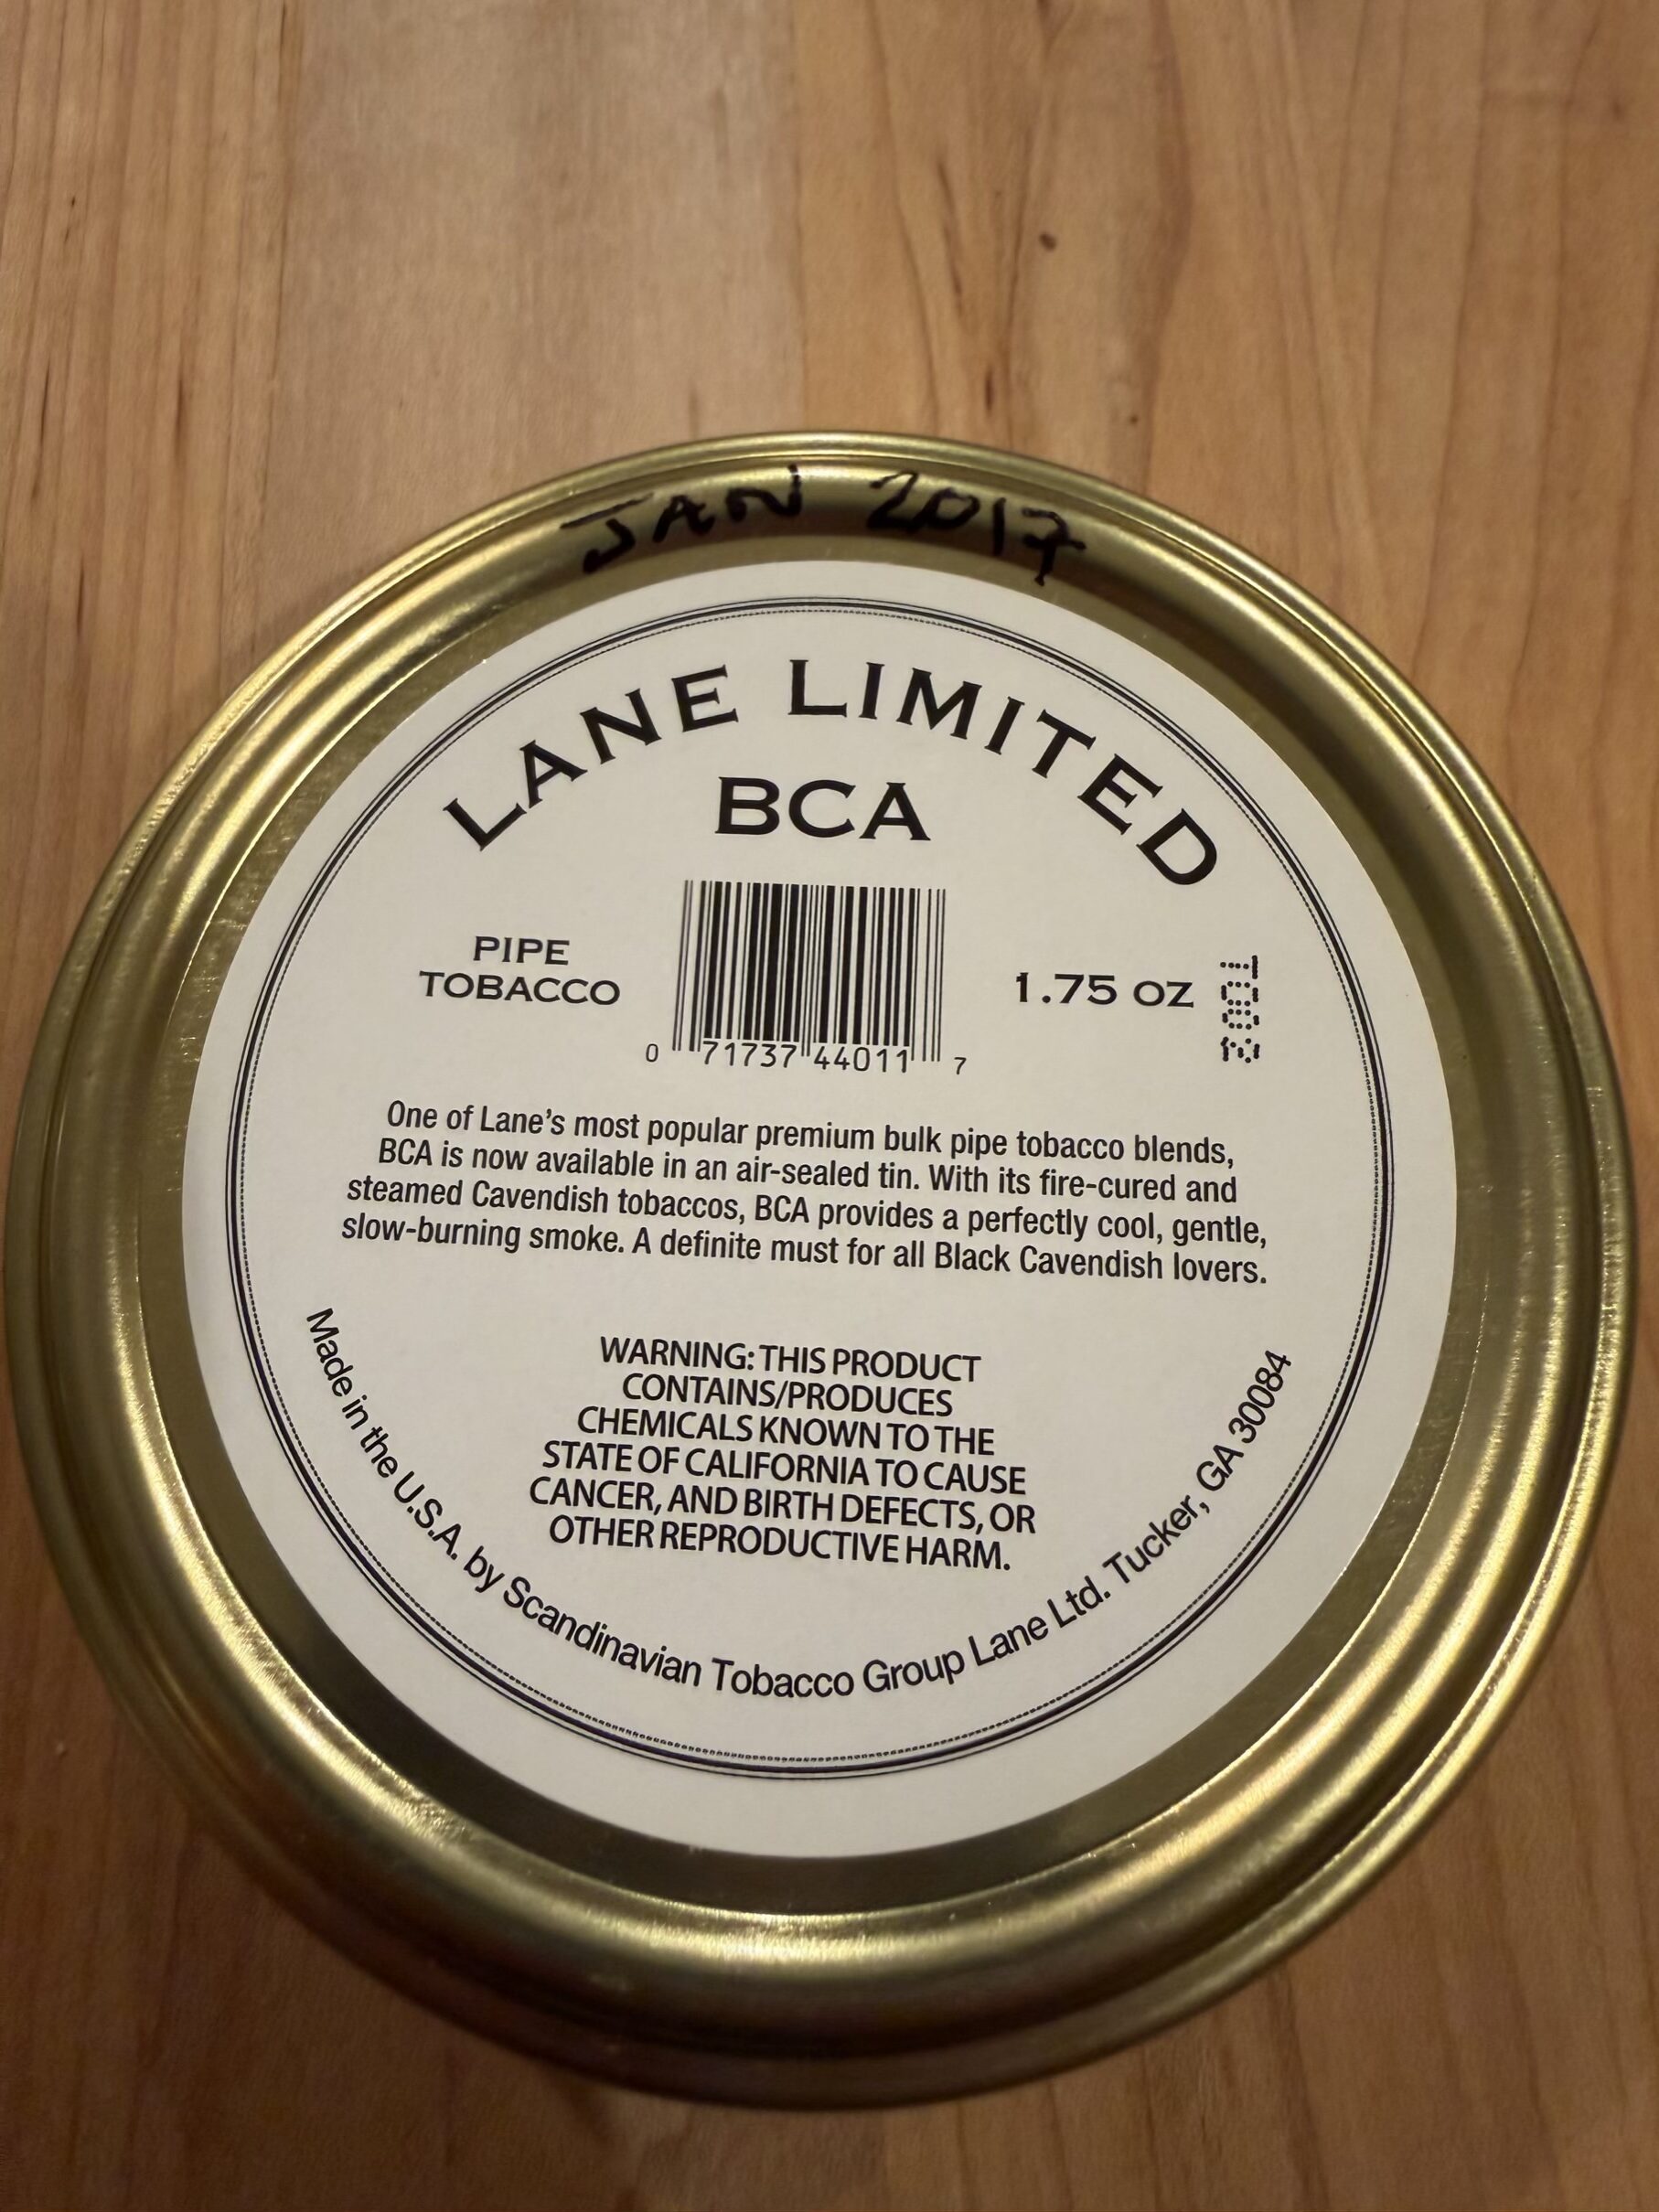 JAN 2017
LANE LIMITED
BCA
PIPE
TOBACCO
0 71737 44011 7
1.75 OZ
One of Lane's most popular premium bulk pipe tobacco blends,
BCA is now available in an air-sealed tin. With its fire-cured and
steamed Cavendish tobaccos, BCA provides a perfectly cool, gentle,
slow-burning smoke. A definite must for all Black Cavendish lovers.
WARNING: THIS PRODUCT
CONTAINS/PRODUCES
CHEMICALS KNOWN TO THE
STATE OF CALIFORNIA TO CAUSE
CANCER, AND BIRTH DEFECTS, OR
OTHER REPRODUCTIVE HARM.
Made in the U.S.A. by Scandinavian Tobacco Group Lane Ltd. Tucker, GA 30084